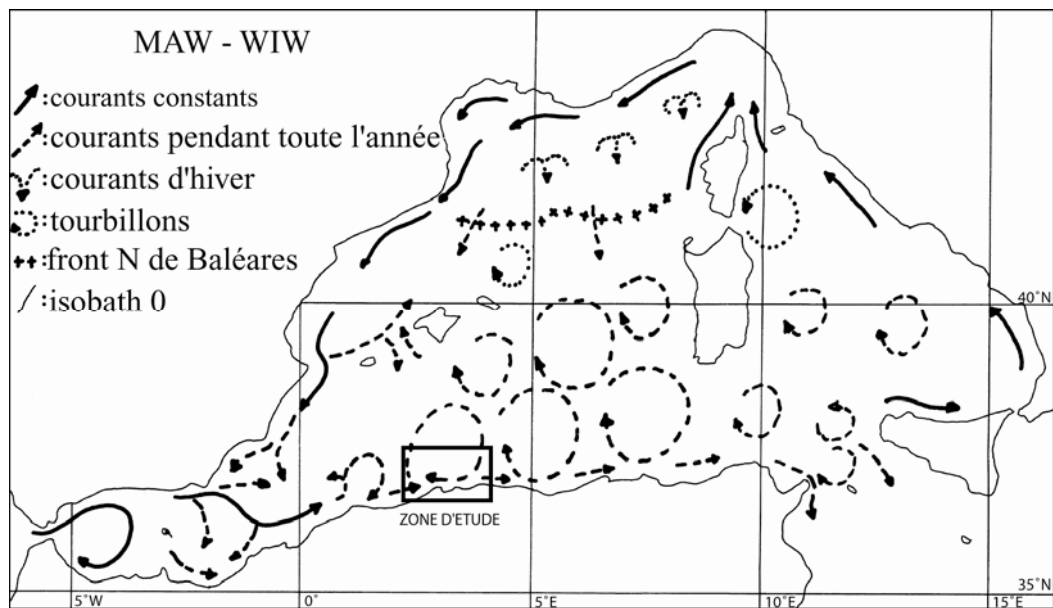 MAW - WIW
:courants constants
:courants pendant toute l'année
:courants d'hiver
:tourbillons
:front N de Baléares
:isobath 0
40°N
ZONE D'ETUDE
35°N
5°W
0°
5°E
10°E
15°E